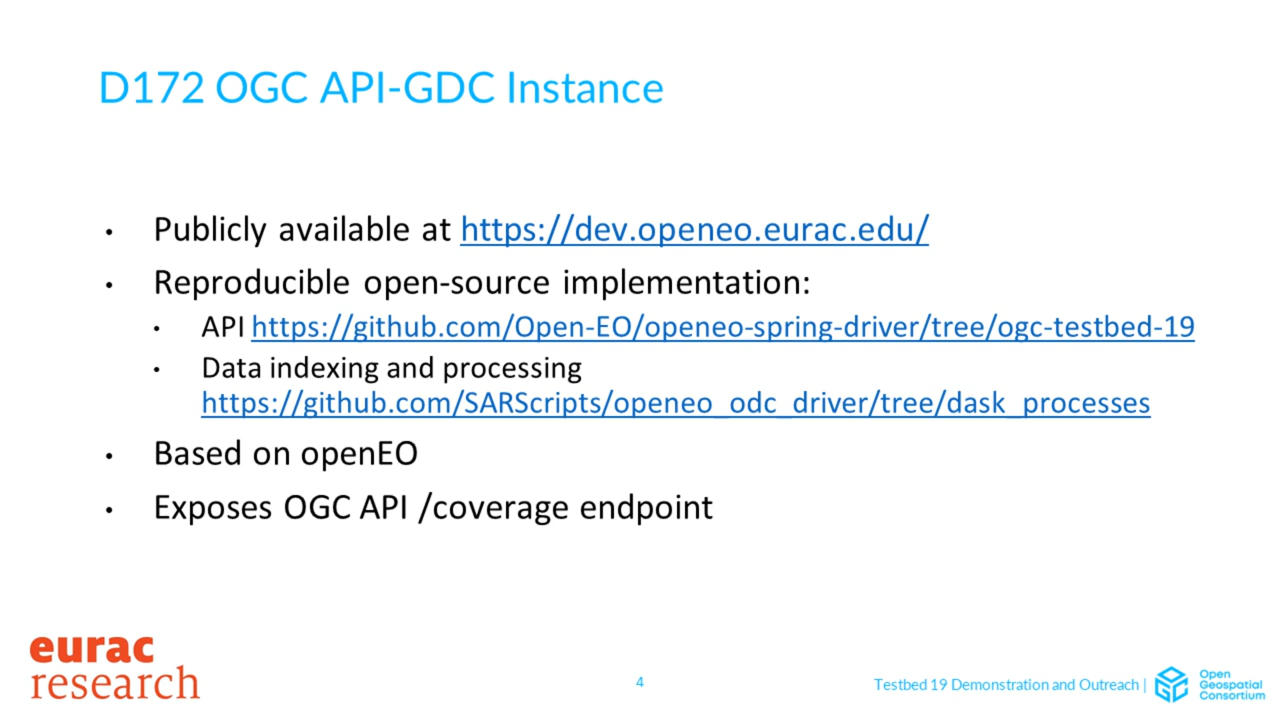 D172 OGC API-GDC Instance
• Publicly available at https://dev.openeo.eurac.edu/
• Reproducible open-source implementation:
• API https://github.com/Open-EO/openeo-spring-driver/tree/ogc-testbed-19
• Data indexing and processing
https://github.com/SARScripts/openeo_odc_driver/tree/dask_processes
• Based on openEO
• Exposes OGC API /coverage endpoint
eurac
research
4
Testbed 19 Demonstration and Outreach |
OGC
Open
Geospatial
Consortium